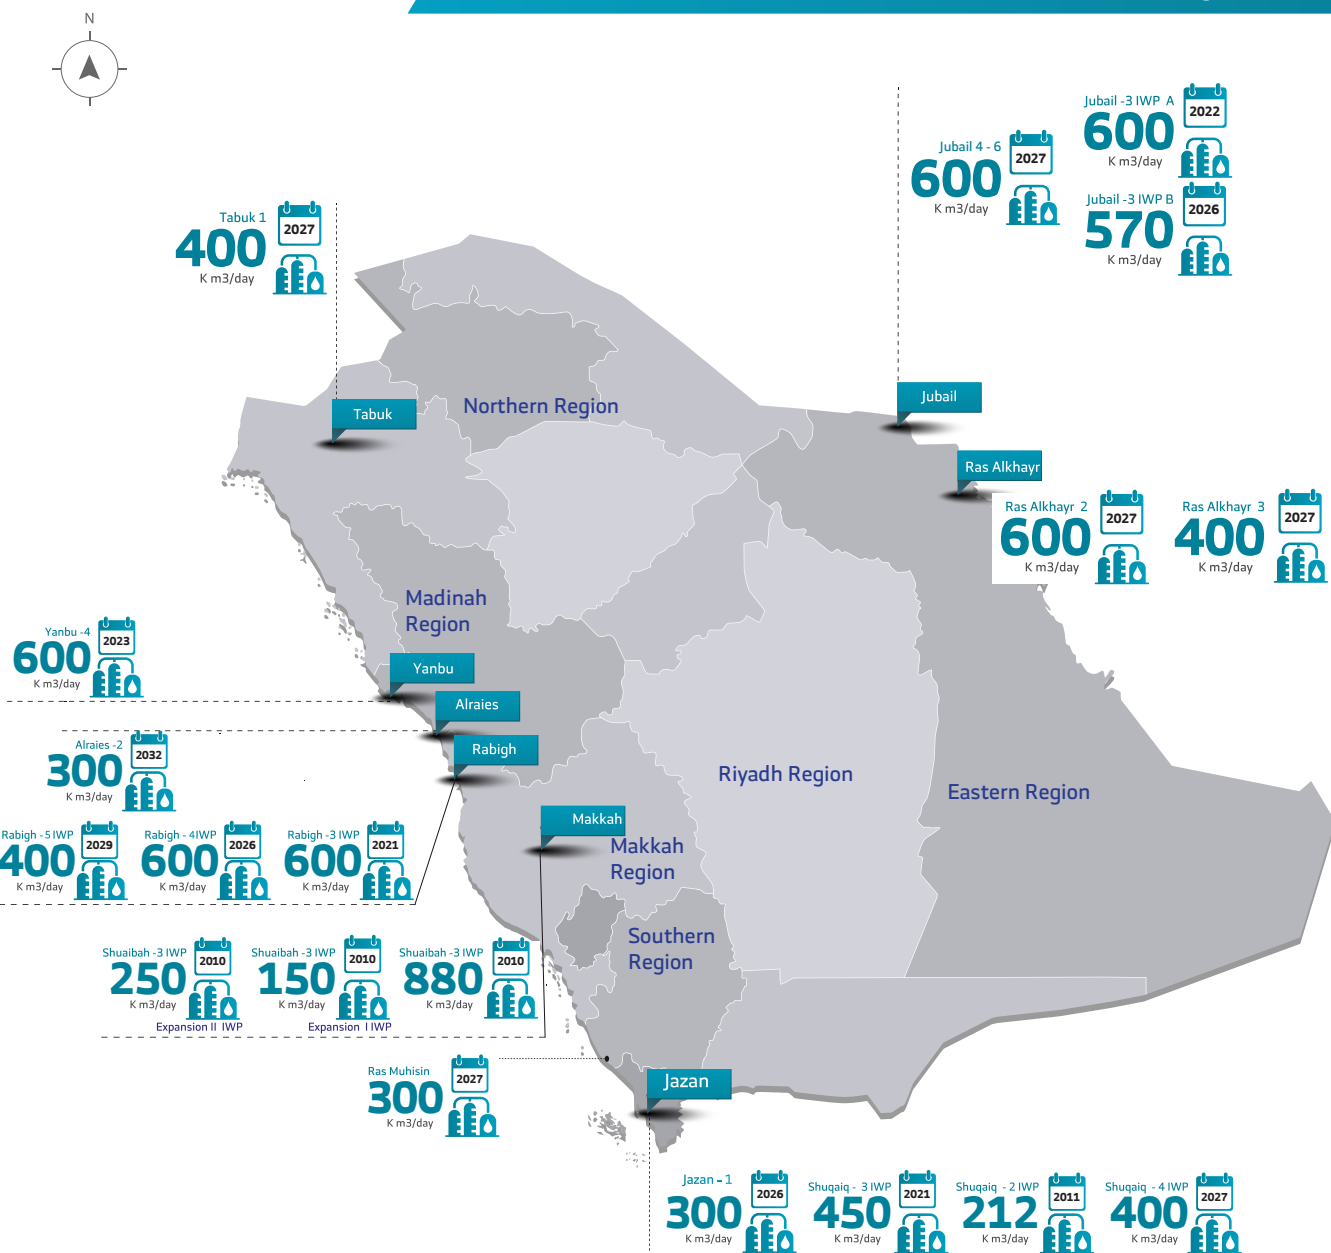 N
Jubail -3 IWP A
2022
600
K m3/day
Jubail 4 - 6
2027
600
K m3/day
Jubail -3 IWP B
2026
570
K m3/day
Tabuk 1
2027
400
K m3/day
Jubail
Tabuk
Northern Region
Ras Alkhayr
Ras Alkhayr 2
2027
600
K m3/day
Ras Alkhayr 3
2027
400
K m3/day
Madinah
Region
Yanbu -4
2023
600
K m3/day
Yanbu
Alraies
Alraies -2
2032
300
K m3/day
Rabigh
Riyadh Region
Eastern Region
Makkah
Makkah
Region
Rabigh - 5 IWP
2029
400
K m3/day
Rabigh - 4IWP
2026
600
K m3/day
Rabigh -3 IWP
2021
600
K m3/day
Southern
Region
Shuaibah -3 IWP
2010
250
K m3/day
Expansion II IWP
Shuaibah -3 IWP
2010
150
K m3/day
Expansion I IWP
Shuaibah -3 IWP
2010
880
K m3/day
Ras Muhisin
2027
300
K m3/day
Jazan
Jazan - 1
2026
300
K m3/day
Shuqaiq - 3 IWP
2021
450
K m3/day
Shuqaiq - 2 IWP
2011
212
K m3/day
Shuqaiq - 4 IWP
2027
400
K m3/day